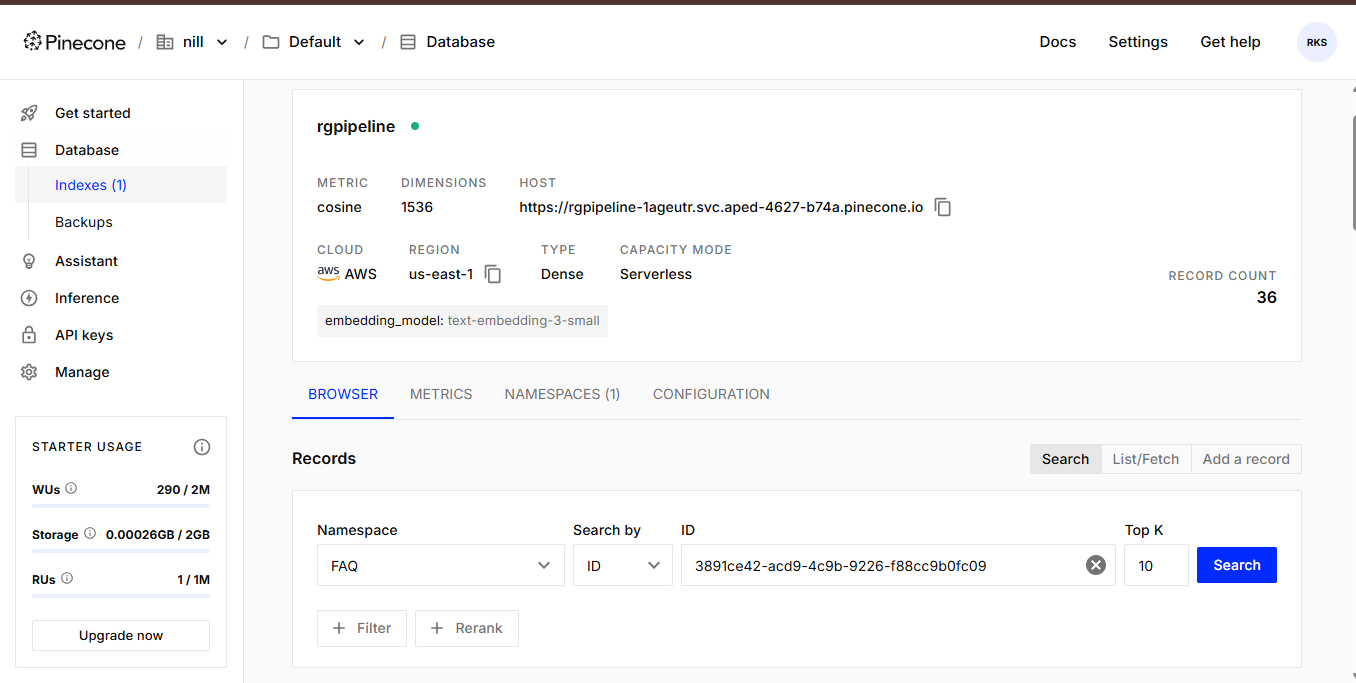 Pinecone / nill / Default / Database Docs Settings Get help RKS
Get started
Database
Indexes (1)
Backups
Assistant
Inference
API keys
Manage
STARTER USAGE
WUs 290 / 2M
Storage 0.00026GB / 2GB
RUs 1 / 1M
Upgrade now
rgpipeline
METRIC DIMENSIONS HOST
cosine 1536 https://rgpipeline-1ageutr.svc.aped-4627-b74a.pinecone.io
CLOUD REGION TYPE CAPACITY MODE
aws AWS us-east-1 Dense Serverless
RECORD COUNT
36
embedding_model: text-embedding-3-small
BROWSER METRICS NAMESPACES (1) CONFIGURATION
Records Search List/Fetch Add a record
Namespace Search by ID Top K
FAQ ID 3891ce42-acd9-4c9b-9226-f88cc9b0fc09 10 Search
+ Filter + Rerank